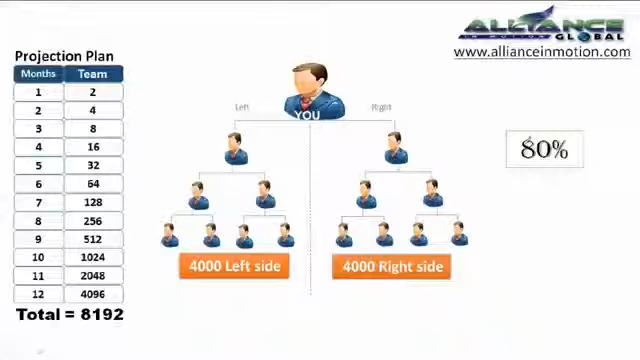 ALLIANCE
IN MOTION GLOBAL
www.allianceinmotion.com
Projection Plan
Months Team
1 2
2 4
3 8
4 16
5 32
6 64
7 128
8 256
9 512
10 1024
11 2048
12 4096
Total = 8192
Left
Right
YOU
4000 Left side
4000 Right side
80%